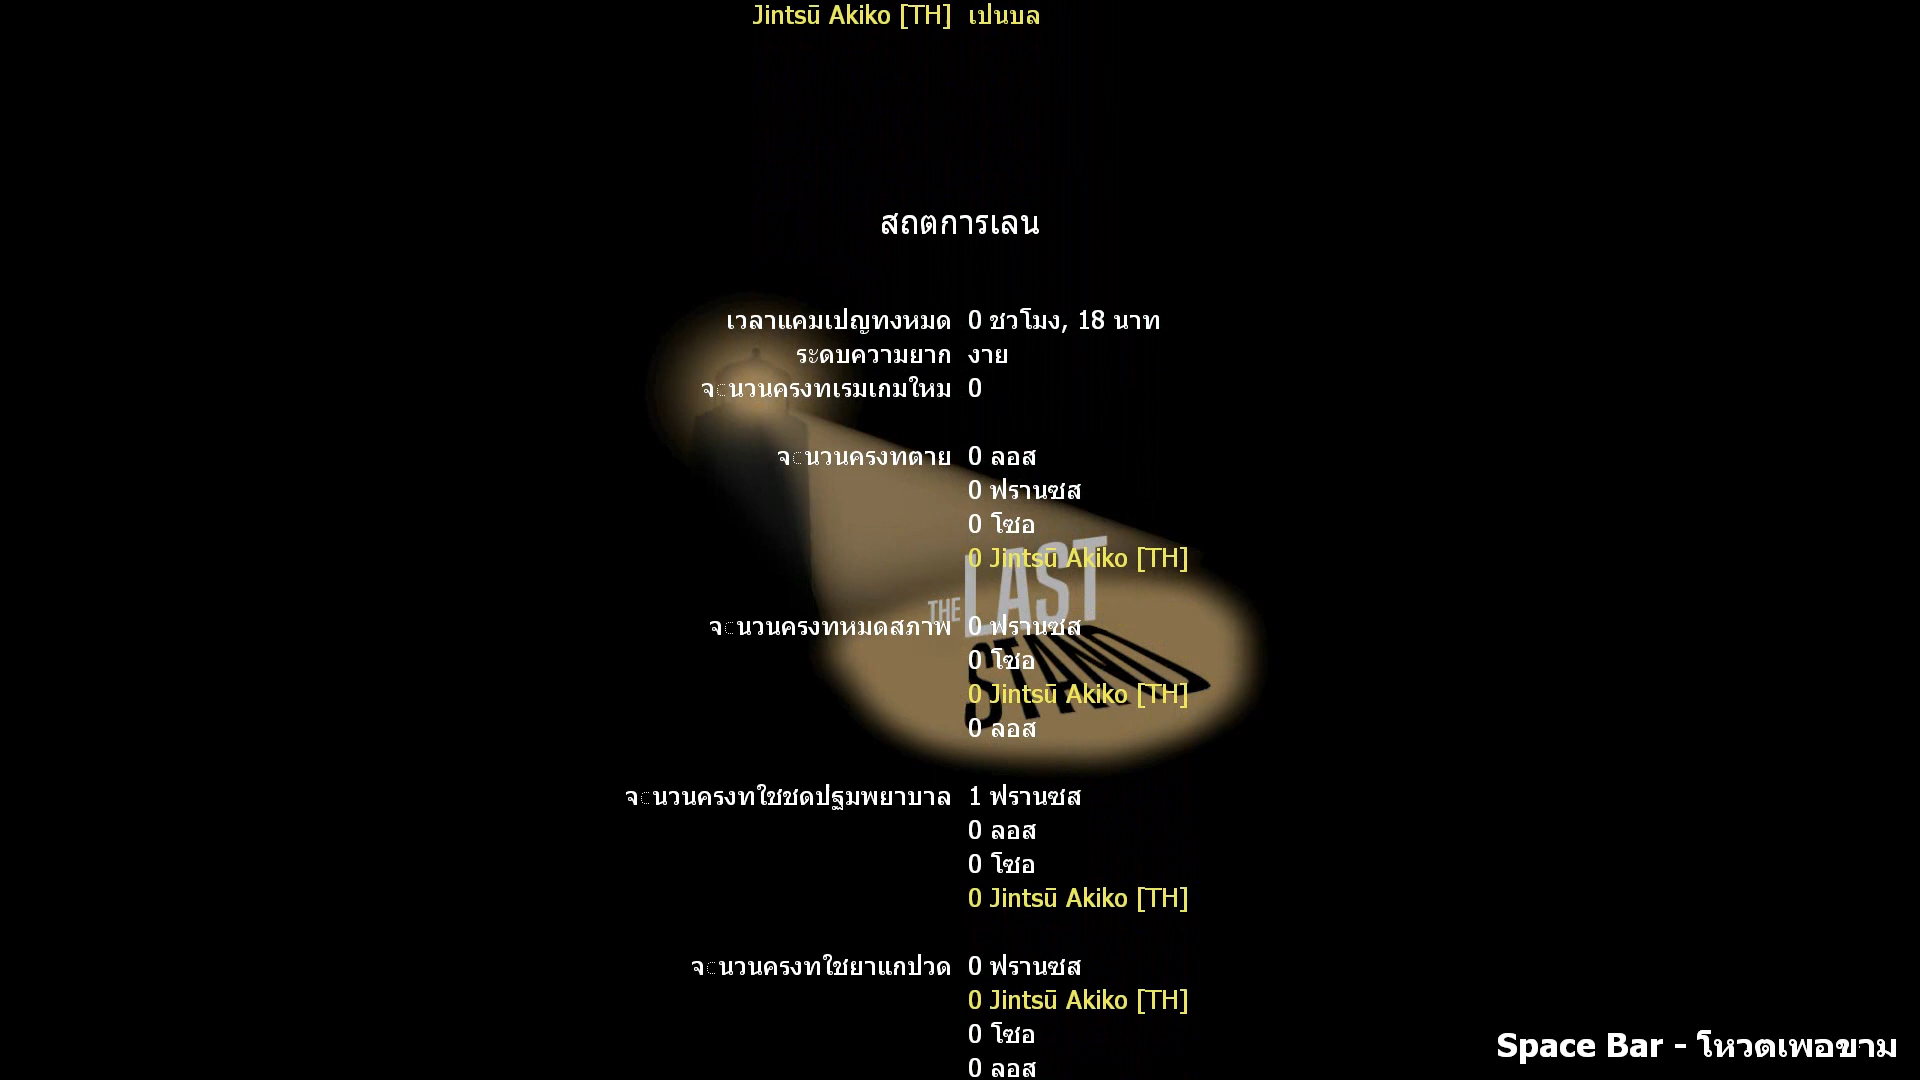 Jintsū Akiko [TH] เปนบล
สถตการเลน
เวลาแคมเปญทงหมด 0 ชวโมง, 18 นาท
ระดบความยาก งาย
จํานวนครงทเรมเกมใหม 0
จํานวนครงทตาย 0 ลอส
0 ฟรานซส
0 โซอ
0 Jintsū Akiko [TH]
THE LAST
STAND
จํานวนครงทหมดสภาพ 0 ฟรานซส
0 โซอ
0 Jintsū Akiko [TH]
0 ลอส
จํานวนครงทใชชดปฐมพยาบาล 1 ฟรานซส
0 ลอส
0 โซอ
0 Jintsū Akiko [TH]
จํานวนครงทใชยาแกปวด 0 ฟรานซส
0 Jintsū Akiko [TH]
0 โซอ
0 ลอส
Space Bar - โหวตเพอขาม